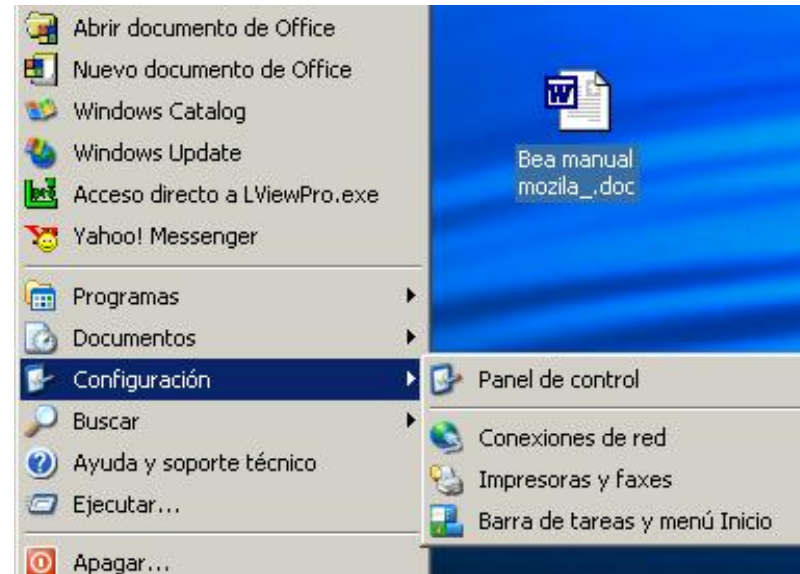 Abrir documento de Office
Nuevo documento de Office
Windows Catalog
Windows Update
Acceso directo a LViewPro.exe
Yahoo! Messenger
Programas
Documentos
Configuración
Buscar
Ayuda y soporte técnico
Ejecutar...
Apagar...
Bea manual
mozila_.doc
Panel de control
Conexiones de red
Impresoras y faxes
Barra de tareas y menú Inicio